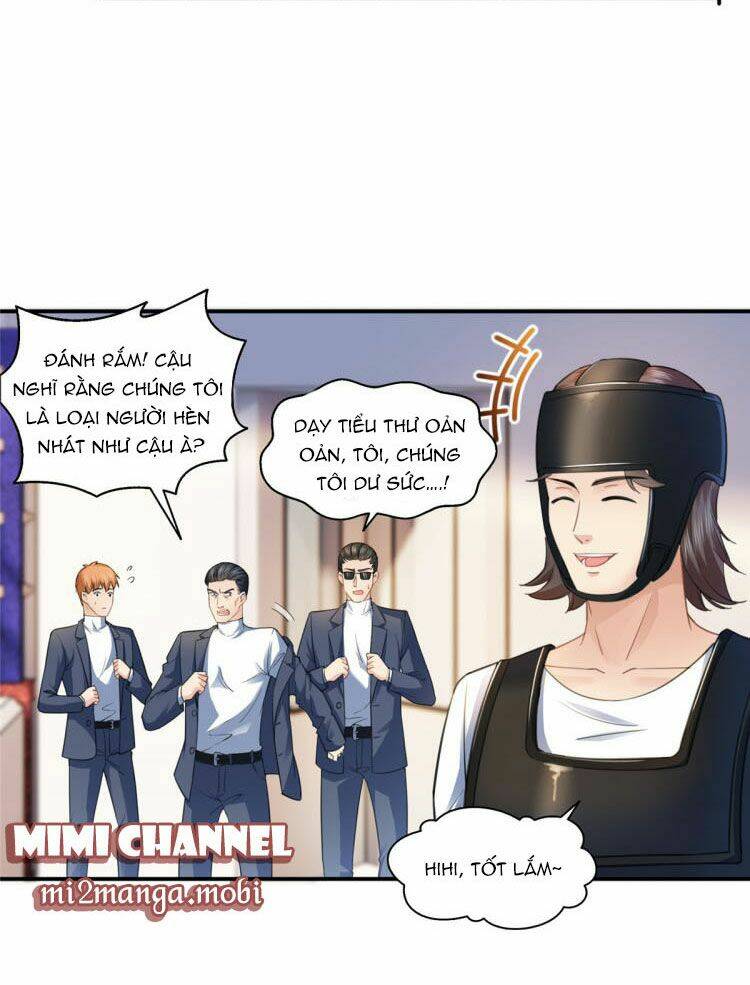 ĐÁNH RẮM! CẬU
NGHĨ RẰNG CHÚNG TÔI
LÀ LOẠI NGƯỜI HÈN
NHÁT NHƯ CẬU À?
DẠY TIỂU THƯ OẢN
OẢN, TÔI, CHÚNG
TÔI DƯ SỨC....!
HIHI, TỐT LẮM~
MIMI CHANNEL
mi2manga.mobi